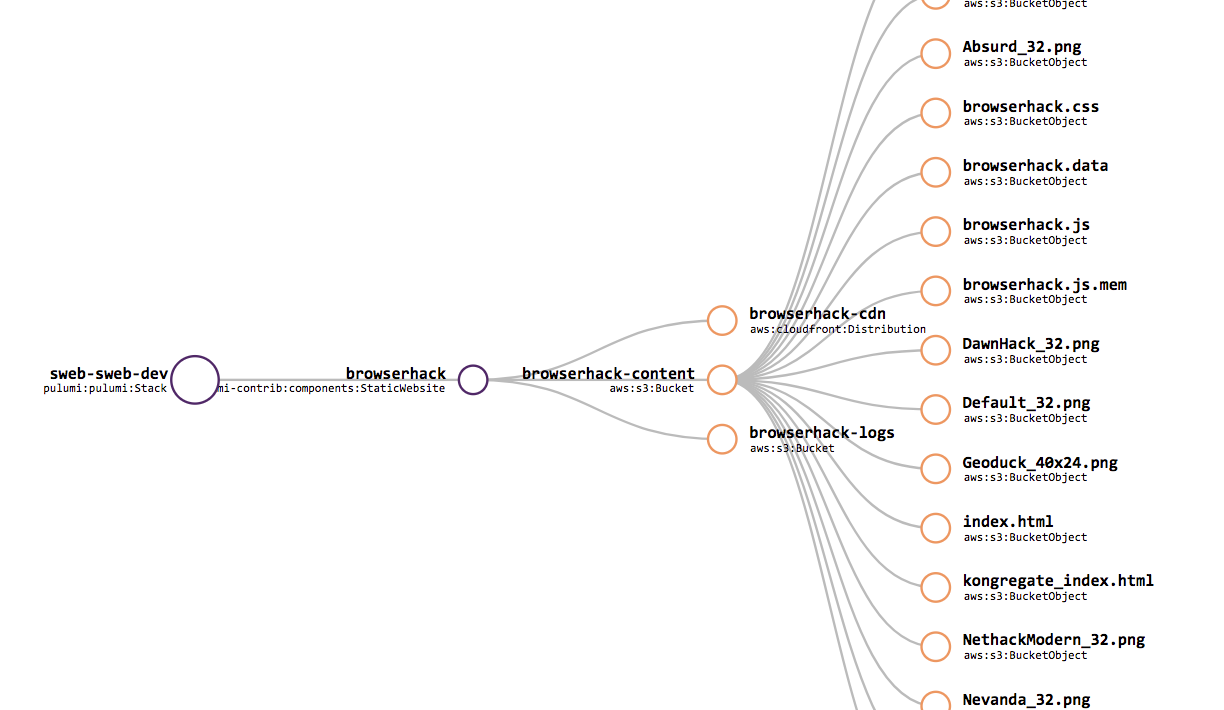 sweb-sweb-dev
pulumi:pulumi:Stack
browserhack
mi-contrib:components:StaticWebsite
browserhack-cdn
aws:cloudfront:Distribution
browserhack-content
aws:s3:Bucket
browserhack-logs
aws:s3:Bucket
aws:s3:BucketObject
Absurd_32.png
aws:s3:BucketObject
browserhack.css
aws:s3:BucketObject
browserhack.data
aws:s3:BucketObject
browserhack.js
aws:s3:BucketObject
browserhack.js.mem
aws:s3:BucketObject
DawnHack_32.png
aws:s3:BucketObject
Default_32.png
aws:s3:BucketObject
Geoduck_40x24.png
aws:s3:BucketObject
index.html
aws:s3:BucketObject
kongregate_index.html
aws:s3:BucketObject
NethackModern_32.png
aws:s3:BucketObject
Nevanda_32.png